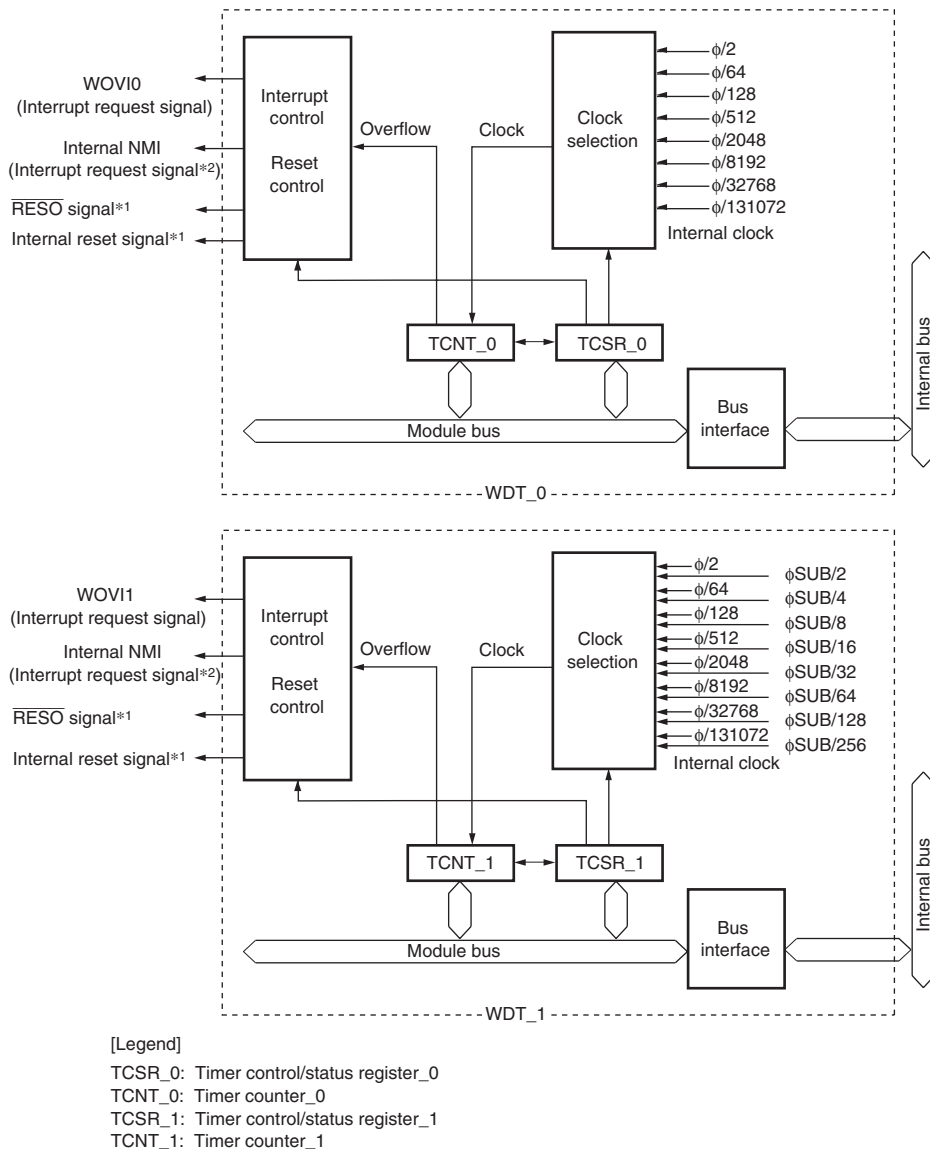 WOVI0
(Interrupt request signal)
Internal NMI
(Interrupt request signal*2)
RESO signal*1
Internal reset signal*1
Interrupt
control
Reset
control
Overflow
Clock
Clock
selection
ϕ/2
ϕ/64
ϕ/128
ϕ/512
ϕ/2048
ϕ/8192
ϕ/32768
ϕ/131072
Internal clock
TCNT_0
TCSR_0
Module bus
Bus
interface
Internal bus
WDT_0
WOVI1
(Interrupt request signal)
Internal NMI
(Interrupt request signal*2)
RESO signal*1
Internal reset signal*1
Interrupt
control
Reset
control
Overflow
Clock
Clock
selection
ϕ/2
ϕSUB/2
ϕ/64
ϕSUB/4
ϕ/128
ϕSUB/8
ϕ/512
ϕSUB/16
ϕ/2048
ϕSUB/32
ϕ/8192
ϕSUB/64
ϕ/32768
ϕSUB/128
ϕ/131072
ϕSUB/256
Internal clock
TCNT_1
TCSR_1
Module bus
Bus
interface
Internal bus
WDT_1
[Legend]
TCSR_0: Timer control/status register_0
TCNT_0: Timer counter_0
TCSR_1: Timer control/status register_1
TCNT_1: Timer counter_1